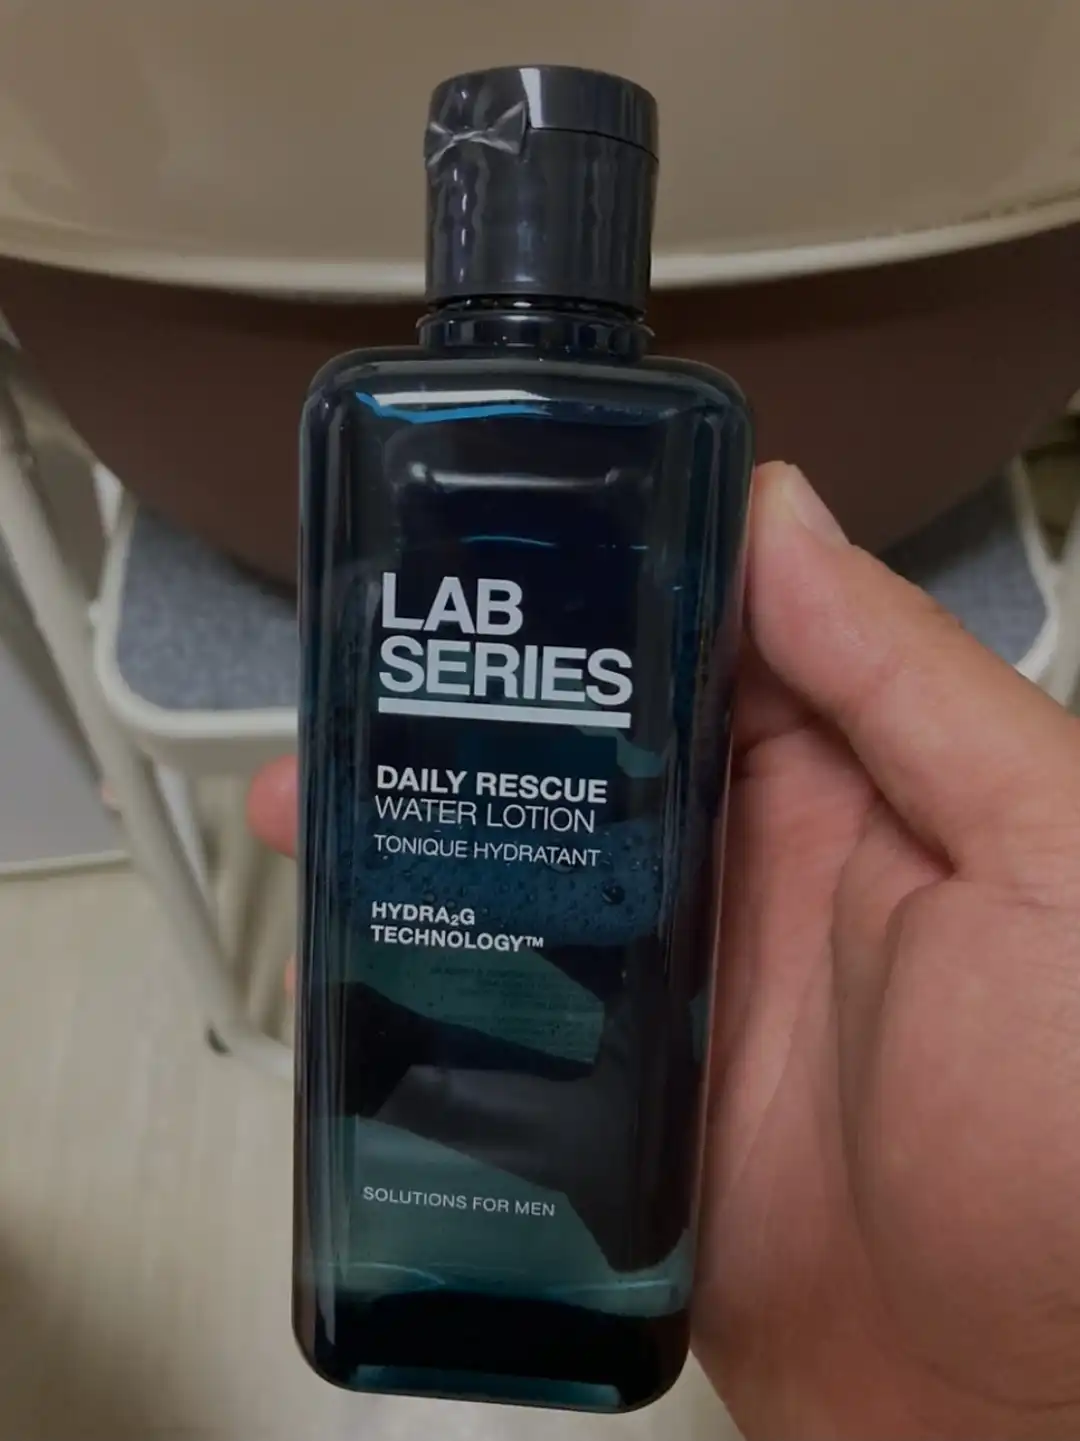 LAB
SERIES
DAILY RESCUE
WATER LOTION
TONIQUE HYDRATANT
HYDRA₂G
TECHNOLOGY™
SOLUTIONS FOR MEN